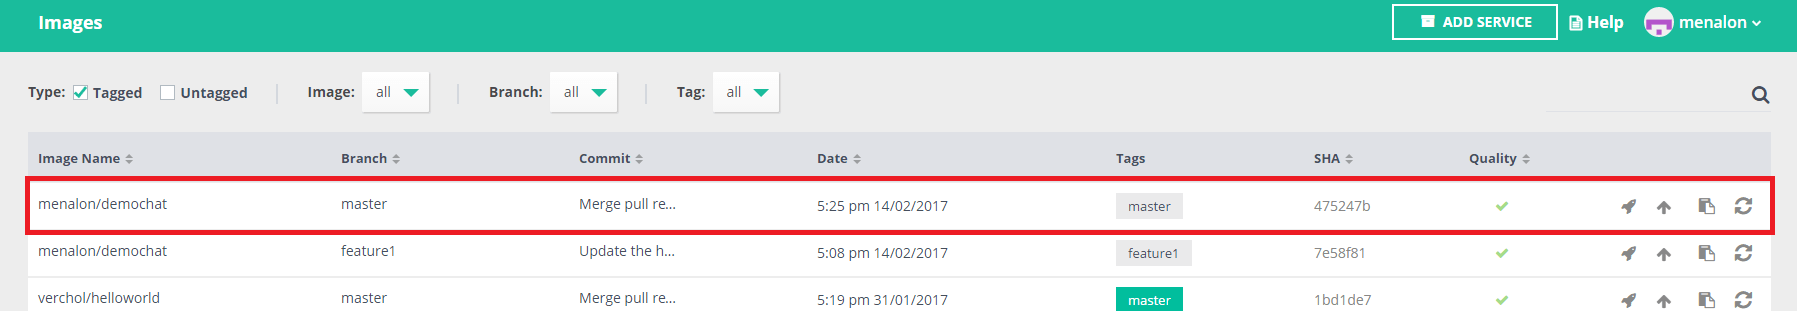 Images ADD SERVICE Help menalon
Type: Tagged Untagged Image: all Branch: all Tag: all
Image Name Branch Commit Date Tags SHA Quality
menalon/demochat master Merge pull re... 5:25 pm 14/02/2017 master 475247b
menalon/demochat feature1 Update the h... 5:08 pm 14/02/2017 feature1 7e58f81
verchol/helloworld master Merge pull re... 5:19 pm 31/01/2017 master 1bd1de7